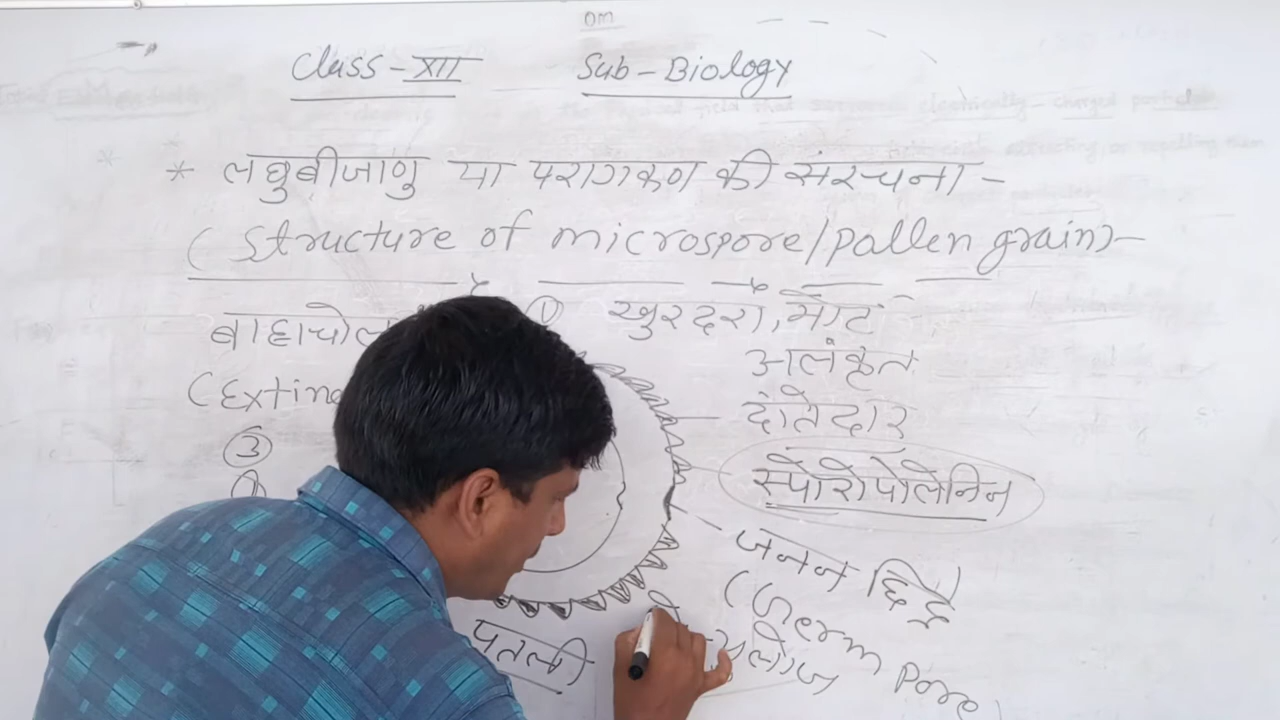 om
Class-XII Sub-Biology
* लघुबीजाणु या परागकण की संरचना -
(Structure of microspore/pollen grain)-
① खुरदरा, मोटा
बाहाचोल
अलंकृत
(Extine
दाँतेदार
③
स्पोरोपोलेनिन
जनन छिद्र
(Germ pore)
पतली